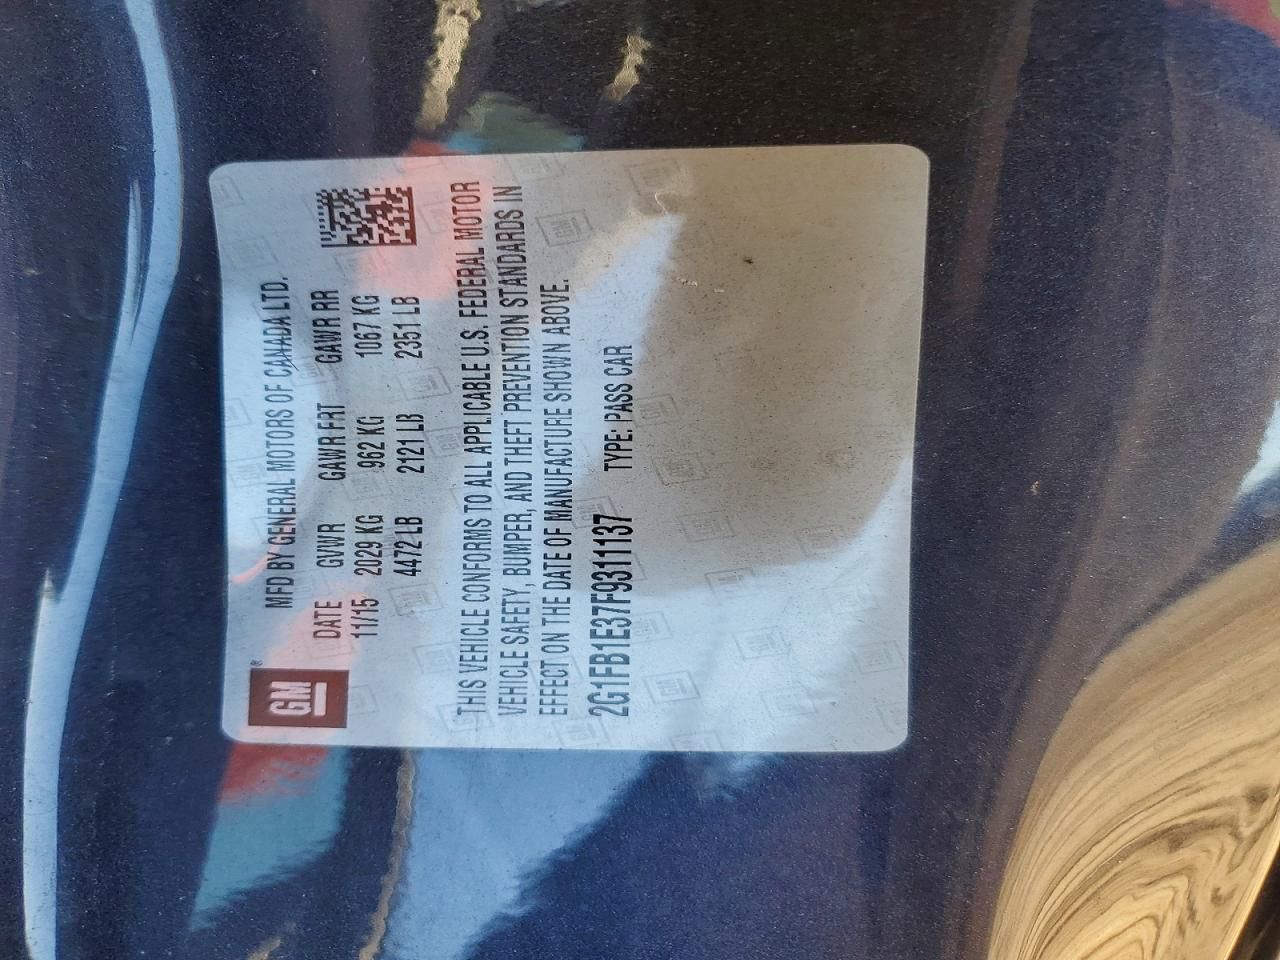 GM
MFD BY GENERAL MOTORS OF CANADA LTD.
DATE GVWR GAWR FRT GAWR RR
11/15 2029 KG 962 KG 1067 KG
4472 LB 2121 LB 2351 LB
THIS VEHICLE CONFORMS TO ALL APPLICABLE U.S. FEDERAL MOTOR
VEHICLE SAFETY, BUMPER, AND THEFT PREVENTION STANDARDS IN
EFFECT ON THE DATE OF MANUFACTURE SHOWN ABOVE.
2G1FB1E37F9311137 TYPE: PASS CAR